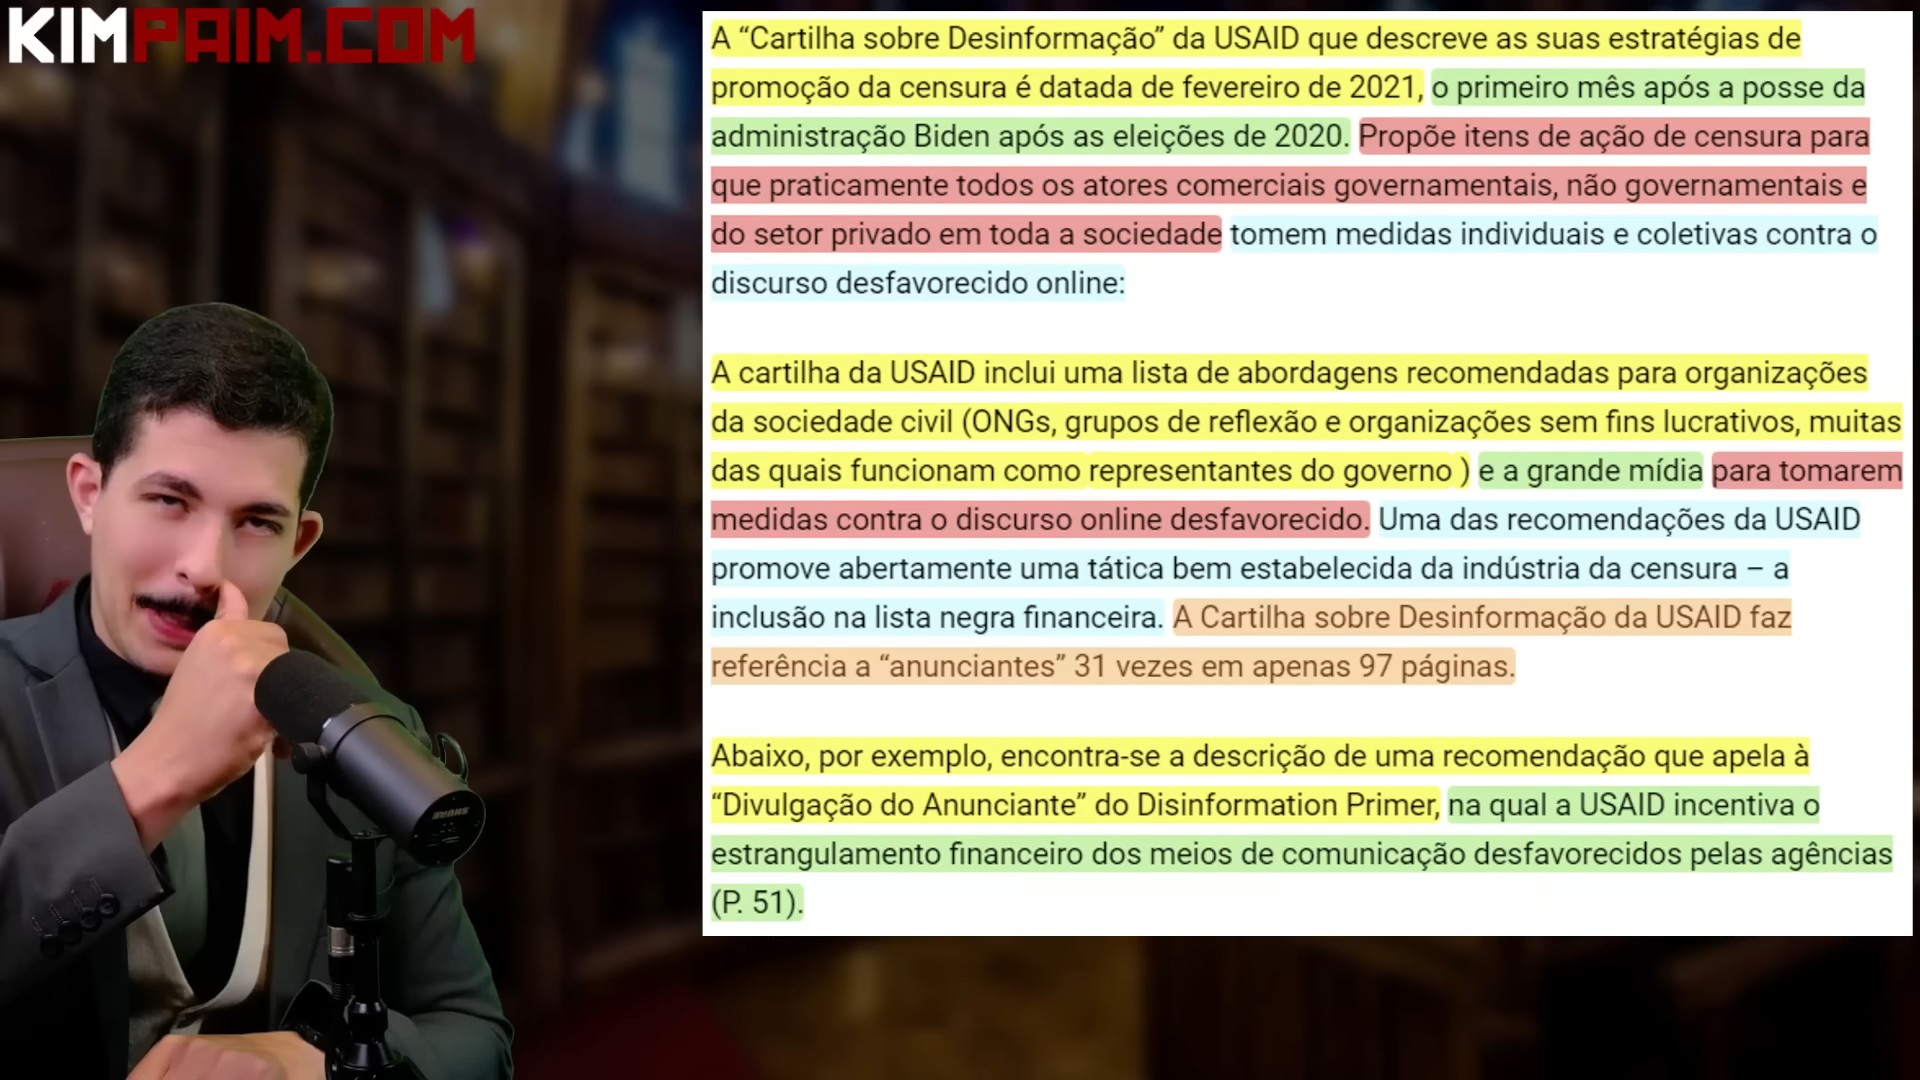 KIMPAIM.COM
A “Cartilha sobre Desinformação” da USAID que descreve as suas estratégias de
promoção da censura é datada de fevereiro de 2021, o primeiro mês após a posse da
administração Biden após as eleições de 2020. Propõe itens de ação de censura para
que praticamente todos os atores comerciais governamentais, não governamentais e
do setor privado em toda a sociedade tomem medidas individuais e coletivas contra o
discurso desfavorecido online:
A cartilha da USAID inclui uma lista de abordagens recomendadas para organizações
da sociedade civil (ONGs, grupos de reflexão e organizações sem fins lucrativos, muitas
das quais funcionam como representantes do governo ) e a grande mídia para tomarem
medidas contra o discurso online desfavorecido. Uma das recomendações da USAID
promove abertamente uma tática bem estabelecida da indústria da censura – a
inclusão na lista negra financeira. A Cartilha sobre Desinformação da USAID faz
referência a “anunciantes” 31 vezes em apenas 97 páginas.
Abaixo, por exemplo, encontra-se a descrição de uma recomendação que apela à
“Divulgação do Anunciante” do Disinformation Primer, na qual a USAID incentiva o
estrangulamento financeiro dos meios de comunicação desfavorecidos pelas agências
(P. 51).